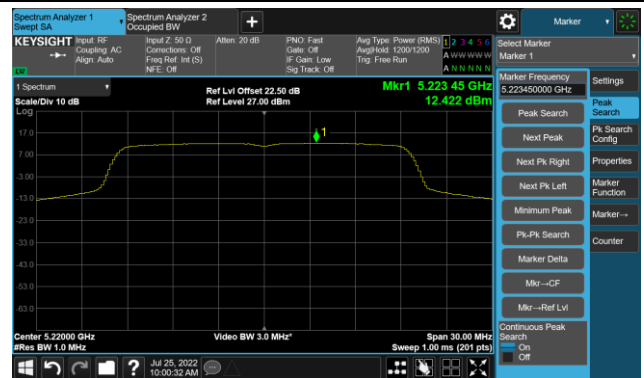 Spectrum Analyzer 1
Swept SA
Spectrum Analyzer 2
Occupied BW
+
Marker
KEYSIGHT
Input: RF
Coupling: AC
Align: Auto
Input Z: 50 Ω
Corrections: Off
Freq Ref: Int (S)
NFE: Off
Atten: 20 dB
PNO: Fast
Gate: Off
IF Gain: Low
Sig Track: Off
Avg Type: Power (RMS)
Avg|Hold: 1200/1200
Trig: Free Run
1 2 3 4 5 6
A W W W W W
A N N N N N
LW
Select Marker
Marker 1
1 Spectrum
Scale/Div 10 dB
Log
Ref Lvl Offset 22.50 dB
Ref Level 27.00 dBm
Mkr1 5.223 45 GHz
12.422 dBm
1
17.0
7.00
-3.00
-13.0
-23.0
-33.0
-43.0
-53.0
-63.0
Center 5.22000 GHz
#Res BW 1.0 MHz
Video BW 3.0 MHz*
Span 30.00 MHz
Sweep 1.00 ms (201 pts)
Marker Frequency
5.223450000 GHz
Peak Search
Next Peak
Next Pk Right
Next Pk Left
Minimum Peak
Pk-Pk Search
Marker Delta
Mkr→CF
Mkr→Ref Lvl
Continuous Peak
Search
On
Off
Settings
Peak
Search
Pk Search
Config
Properties
Marker
Function
Marker→
Counter
?
Jul 25, 2022
10:00:32 AM